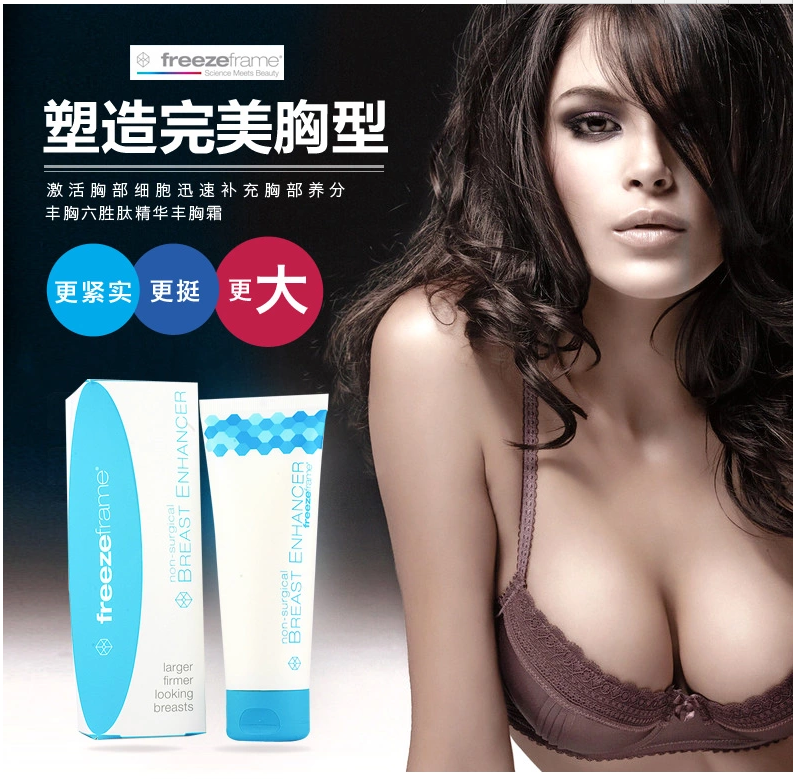 freezeframe®
Science Meets Beauty
塑造完美胸型
激活胸部细胞迅速补充胸部养分
丰胸六胜肽精华丰胸霜
更紧实
更挺
更大
freezeframe®
non-surgical
BREAST ENHANCER
larger
firmer
looking
breasts
non-surgical
BREAST ENHANCER
freezeframe®